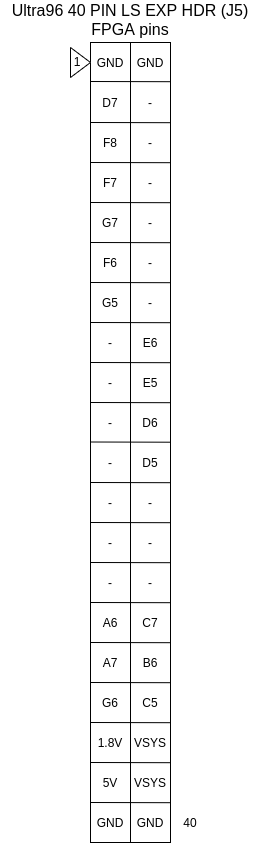 Ultra96 40 PIN LS EXP HDR (J5)
FPGA pins
1 GND GND
D7 -
F8 -
F7 -
G7 -
F6 -
G5 -
- E6
- E5
- D6
- D5
- -
- -
- -
A6 C7
A7 B6
G6 C5
1.8V VSYS
5V VSYS
GND GND 40